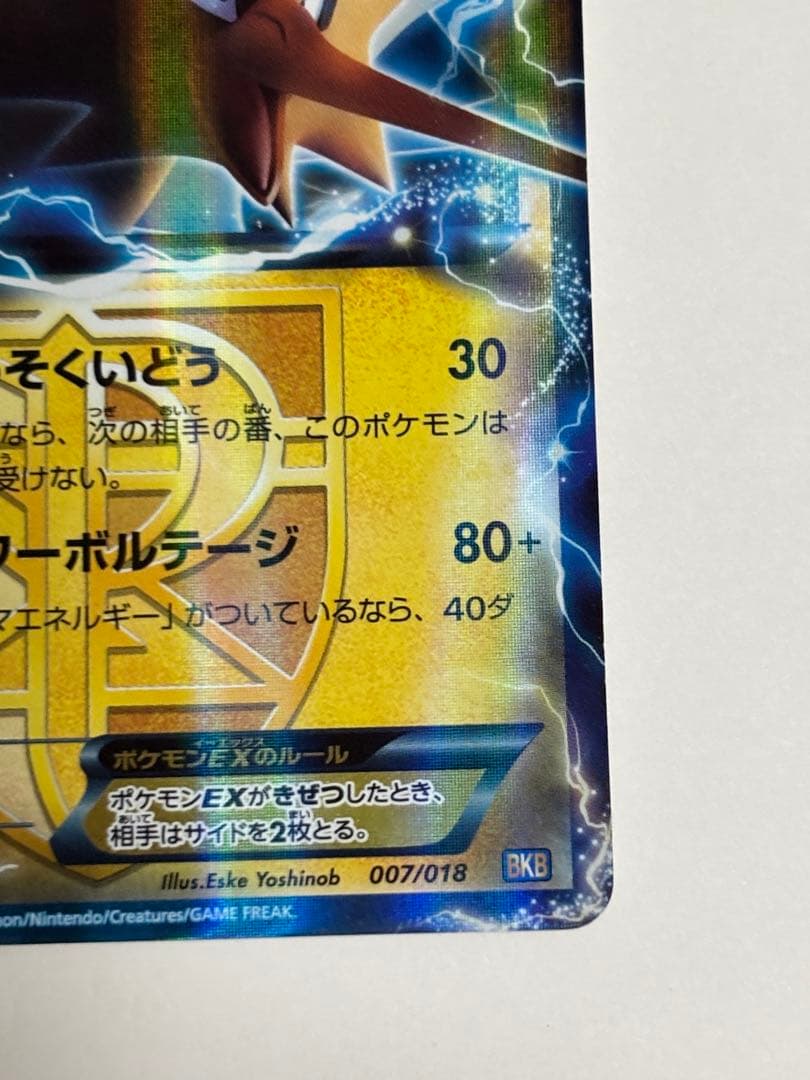 そくいどう 30
なら、次の相手の番、このポケモンは
受けない。
ーボルテージ 80+
マエネルギー」がついているなら、40ダ
ポケモンEXのルール
ポケモンEXがきぜつしたとき、
相手はサイドを2枚とる。
Illus.Eske Yoshinob 007/018 BKB
on/Nintendo/Creatures/GAME FREAK.